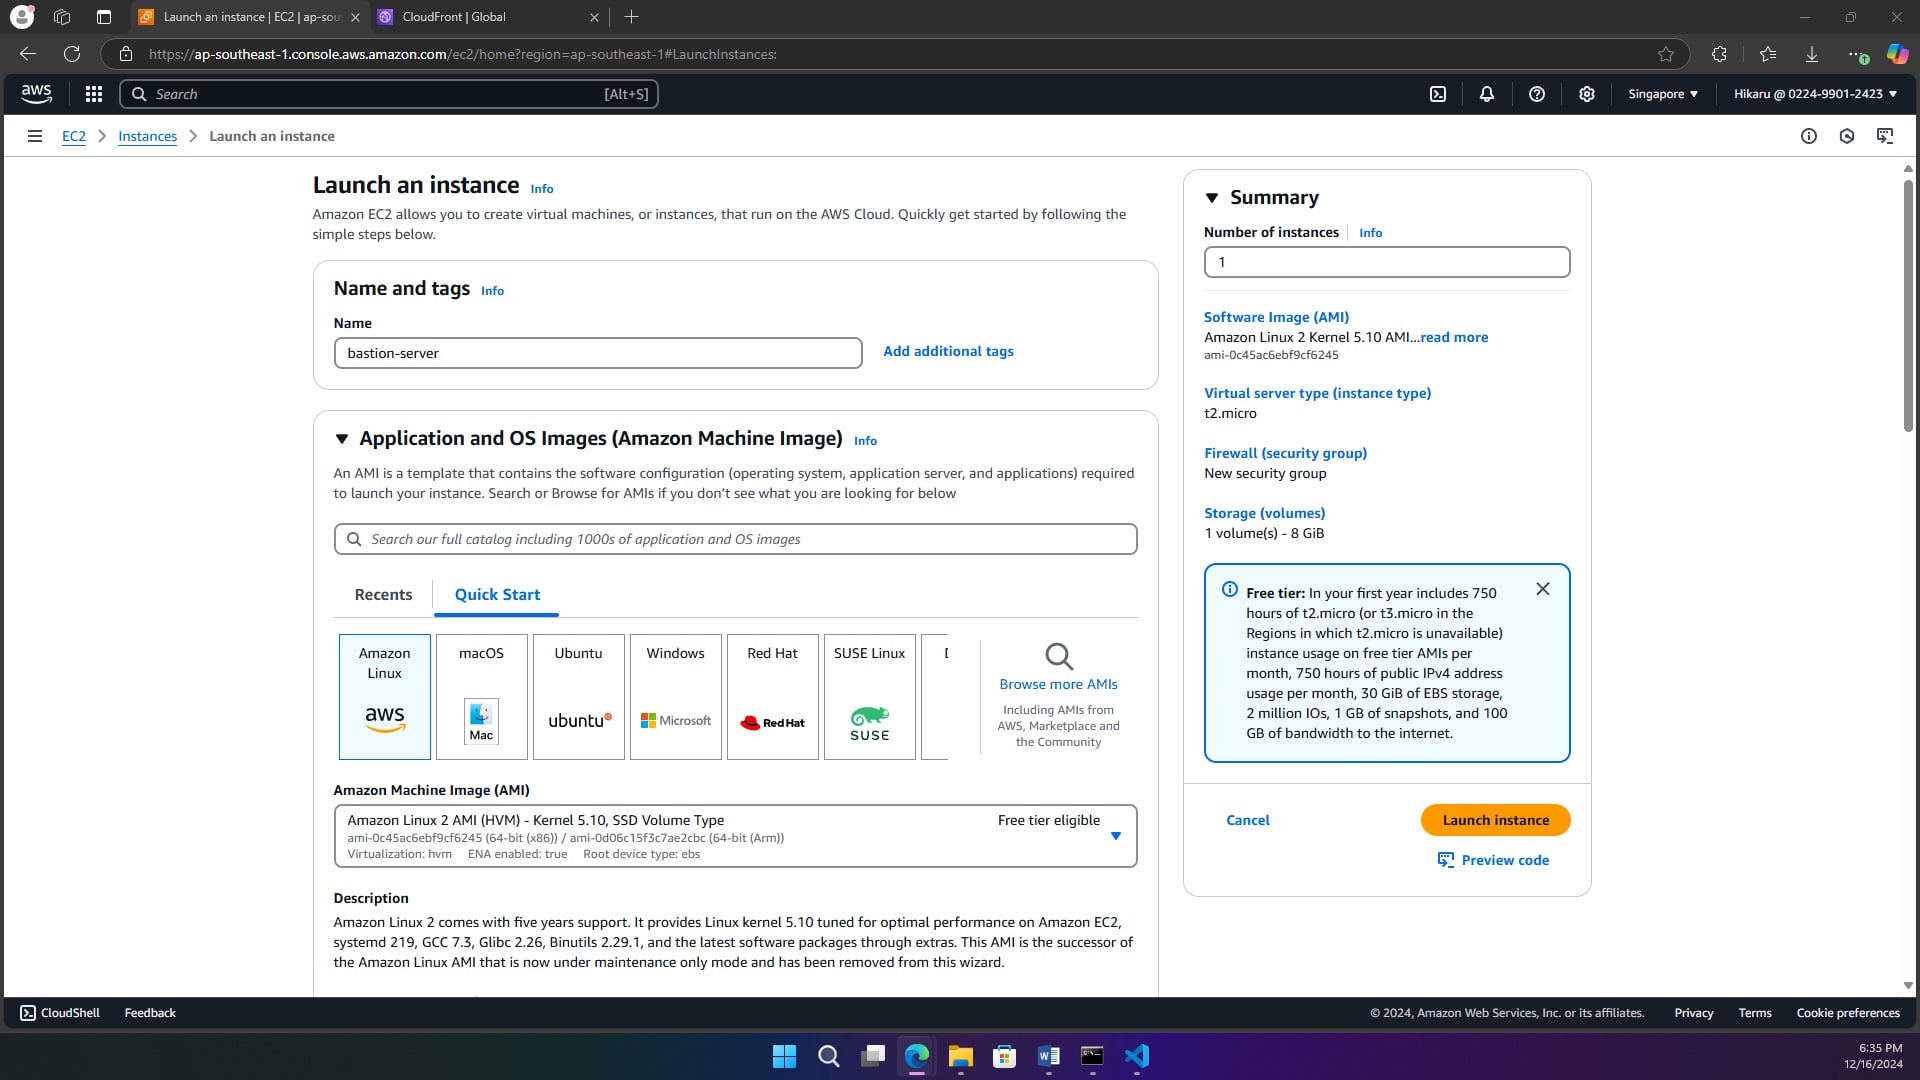 Launch an instance | EC2 | ap-sou
CloudFront | Global
https://ap-southeast-1.console.aws.amazon.com/ec2/home?region=ap-southeast-1#LaunchInstances:
aws
Search
[Alt+S]
Singapore
Hikaru @ 0224-9901-2423
EC2
Instances
Launch an instance
Launch an instance Info
Amazon EC2 allows you to create virtual machines, or instances, that run on the AWS Cloud. Quickly get started by following the
simple steps below.
Name and tags Info
Name
bastion-server
Add additional tags
Application and OS Images (Amazon Machine Image) Info
An AMI is a template that contains the software configuration (operating system, application server, and applications) required
to launch your instance. Search or Browse for AMIs if you don't see what you are looking for below
Search our full catalog including 1000s of application and OS images
Recents
Quick Start
Amazon
Linux
aws
macOS
Mac
Ubuntu
ubuntu
Windows
Microsoft
Red Hat
Red Hat
SUSE Linux
SUSE
Browse more AMIs
Including AMIs from
AWS, Marketplace and
the Community
Amazon Machine Image (AMI)
Amazon Linux 2 AMI (HVM) - Kernel 5.10, SSD Volume Type
Free tier eligible
ami-0c45ac6ebf9cf6245 (64-bit (x86)) / ami-0d06c15f3c7ae2cbc (64-bit (Arm))
Virtualization: hvm ENA enabled: true Root device type: ebs
Description
Amazon Linux 2 comes with five years support. It provides Linux kernel 5.10 tuned for optimal performance on Amazon EC2,
systemd 219, GCC 7.3, Glibc 2.26, Binutils 2.29.1, and the latest software packages through extras. This AMI is the successor of
the Amazon Linux AMI that is now under maintenance only mode and has been removed from this wizard.
Summary
Number of instances Info
1
Software Image (AMI)
Amazon Linux 2 Kernel 5.10 AMI...read more
ami-0c45ac6ebf9cf6245
Virtual server type (instance type)
t2.micro
Firewall (security group)
New security group
Storage (volumes)
1 volume(s) - 8 GiB
Free tier: In your first year includes 750
hours of t2.micro (or t3.micro in the
Regions in which t2.micro is unavailable)
instance usage on free tier AMIs per
month, 750 hours of public IPv4 address
usage per month, 30 GiB of EBS storage,
2 million IOs, 1 GB of snapshots, and 100
GB of bandwidth to the internet.
Cancel
Launch instance
Preview code
CloudShell
Feedback
© 2024, Amazon Web Services, Inc. or its affiliates.
Privacy
Terms
Cookie preferences
6:35 PM
12/16/2024